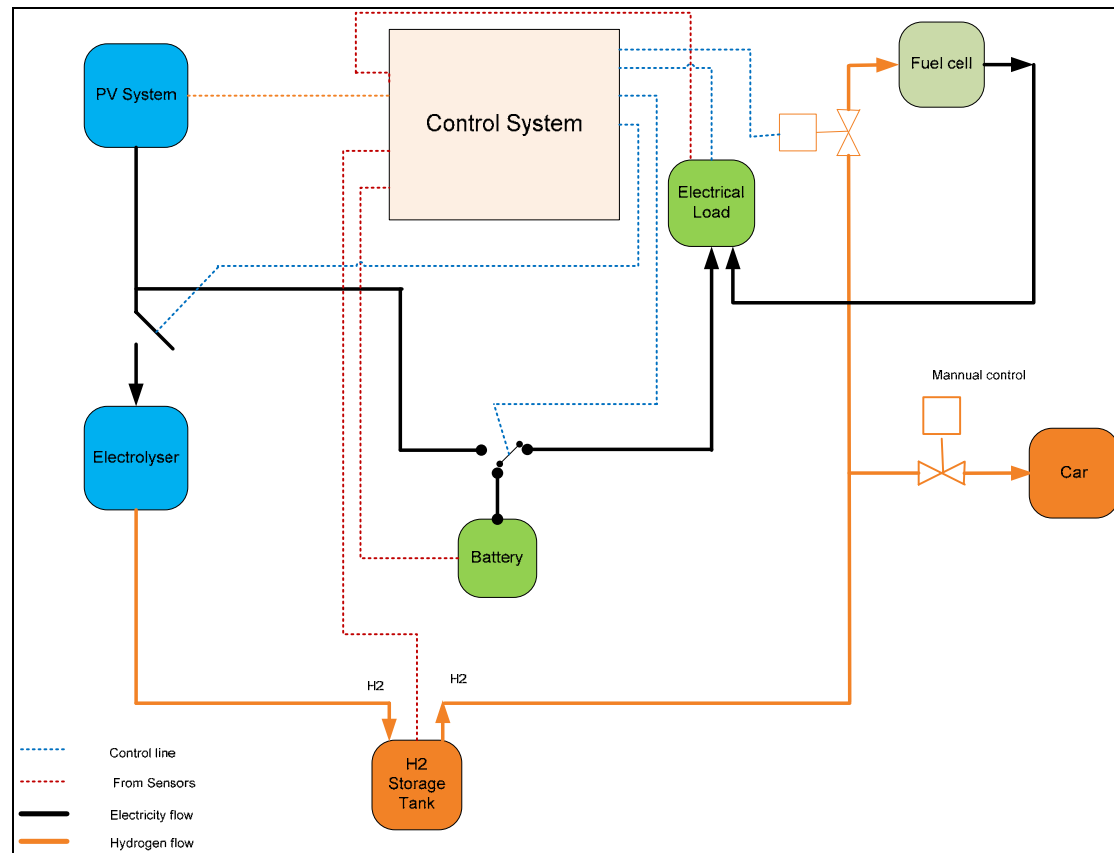 Fuel cell
PV System
Control System
Electrical
Load
Mannual control
Electrolyser
Car
Battery
H2
H2
H2
Storage
Tank
Control line
From Sensors
Electricity flow
Hydrogen flow